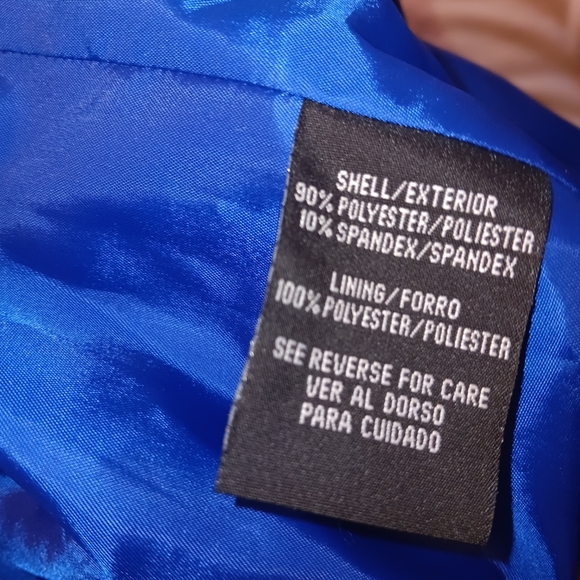 SHELL/EXTERIOR
90% POLYESTER/POLIESTER
10% SPANDEX/SPANDEX
LINING/FORRO
100% POLYESTER/POLIESTER
SEE REVERSE FOR CARE
VER AL DORSO
PARA CUIDADO